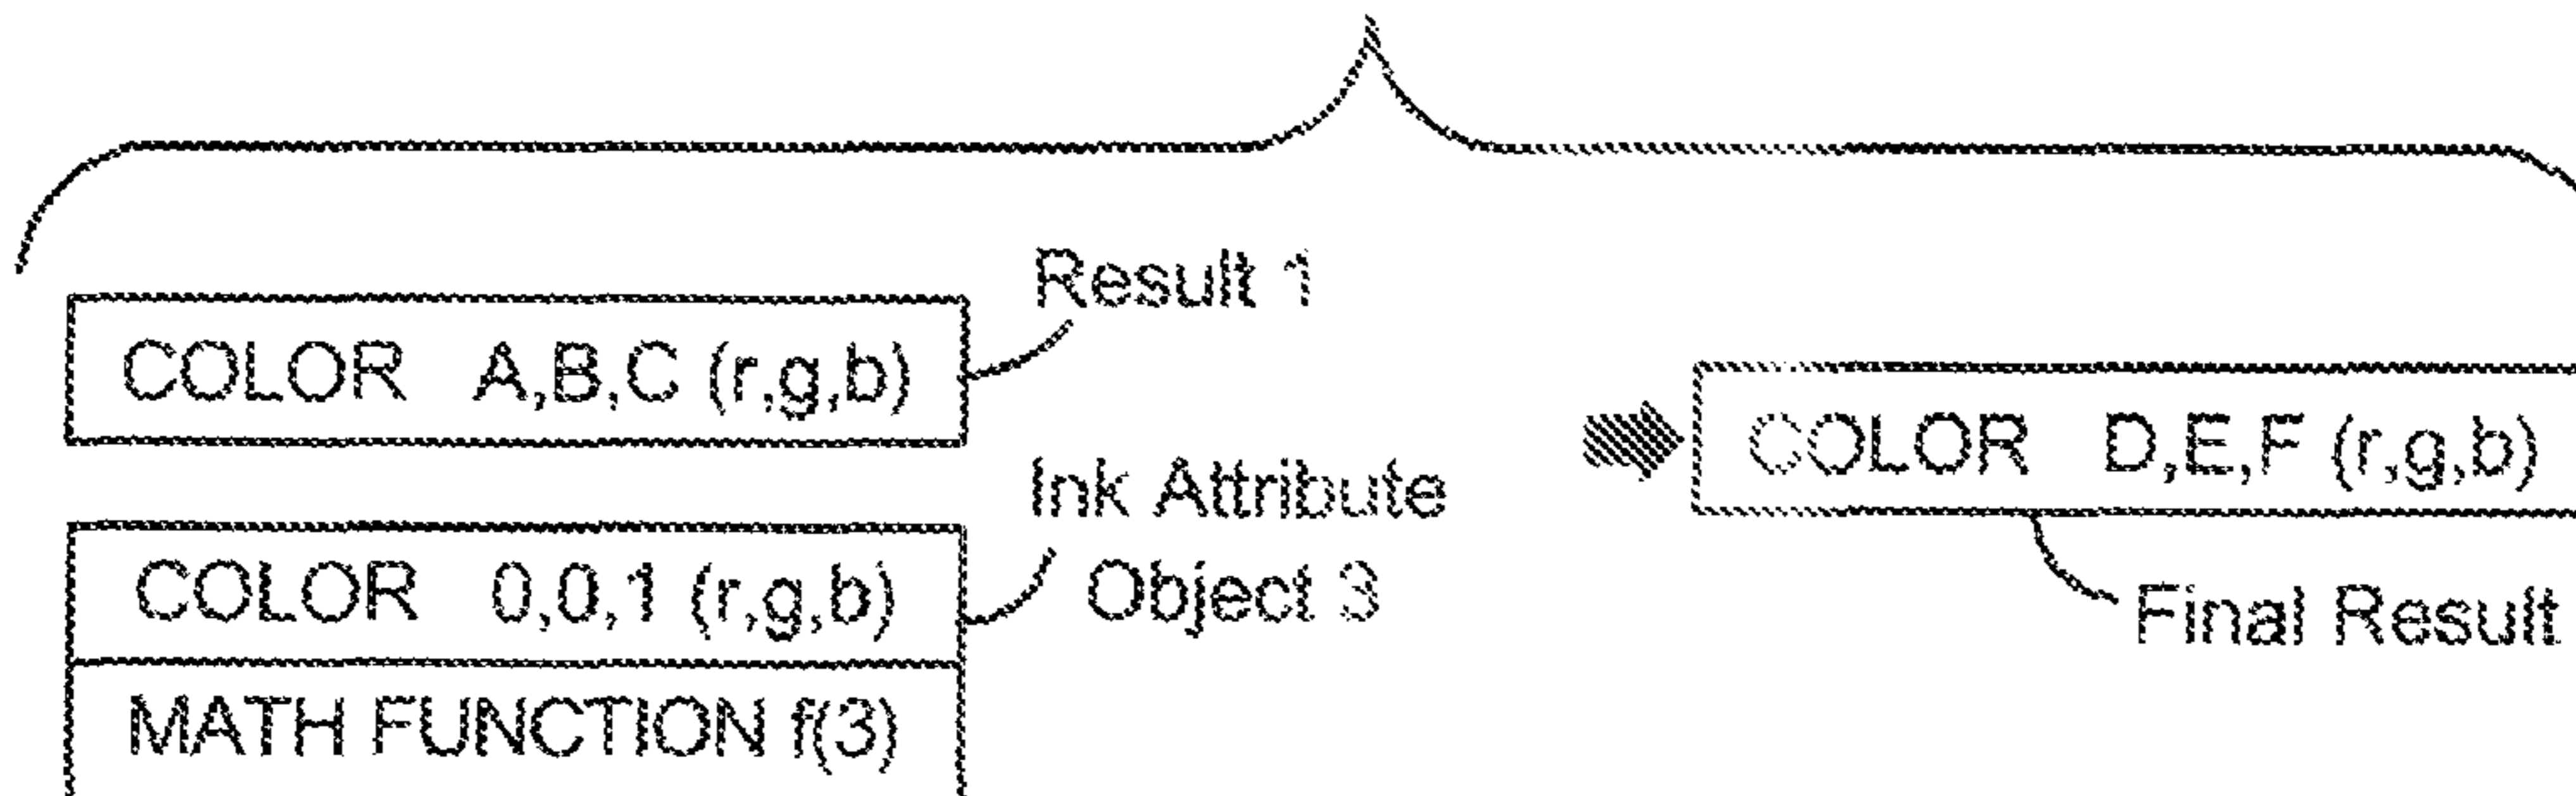 Result 1
COLOR A,B,C (r,g,b)
COLOR D,E,F (r,g,b)
Ink Attribute
Object 3
COLOR 0,0,1 (r,g,b)
Final Result
MATH FUNCTION f(3)